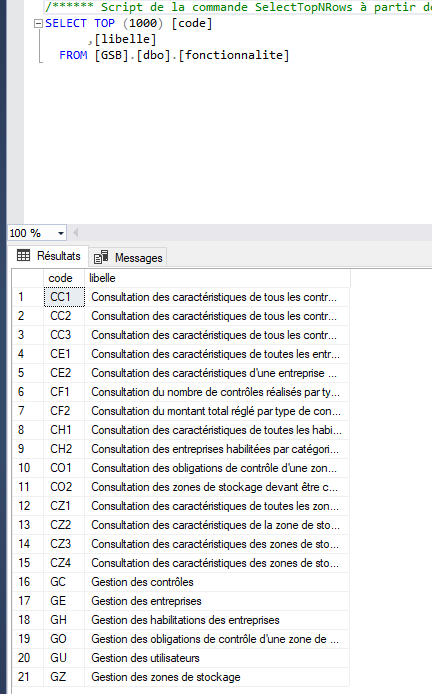 /****** Script de la commande SelectTopNRows à partir de
SELECT TOP (1000) [code]
,[libelle]
FROM [GSB].[dbo].[fonctionnalite]
100 %
Résultats Messages
code libelle
1 CC1 Consultation des caractéristiques de tous les contr...
2 CC2 Consultation des caractéristiques de tous les contr...
3 CC3 Consultation des caractéristiques de tous les contr...
4 CE1 Consultation des caractéristiques de toutes les entr...
5 CE2 Consultation des caractéristiques d'une entreprise ...
6 CF1 Consultation du nombre de contrôles réalisés par ty...
7 CF2 Consultation du montant total réglé par type de con...
8 CH1 Consultation des caractéristiques de toutes les habi...
9 CH2 Consultation des entreprises habilitées par catégori...
10 CO1 Consultation des obligations de contrôle d'une zon...
11 CO2 Consultation des zones de stockage devant être c...
12 CZ1 Consultation des caractéristiques de toutes les zon...
13 CZ2 Consultation des caractéristiques de la zone de sto...
14 CZ3 Consultation des caractéristiques des zones de sto...
15 CZ4 Consultation des caractéristiques des zones de sto...
16 GC Gestion des contrôles
17 GE Gestion des entreprises
18 GH Gestion des habilitations des entreprises
19 GO Gestion des obligations de contrôle d'une zone de ...
20 GU Gestion des utilisateurs
21 GZ Gestion des zones de stockage